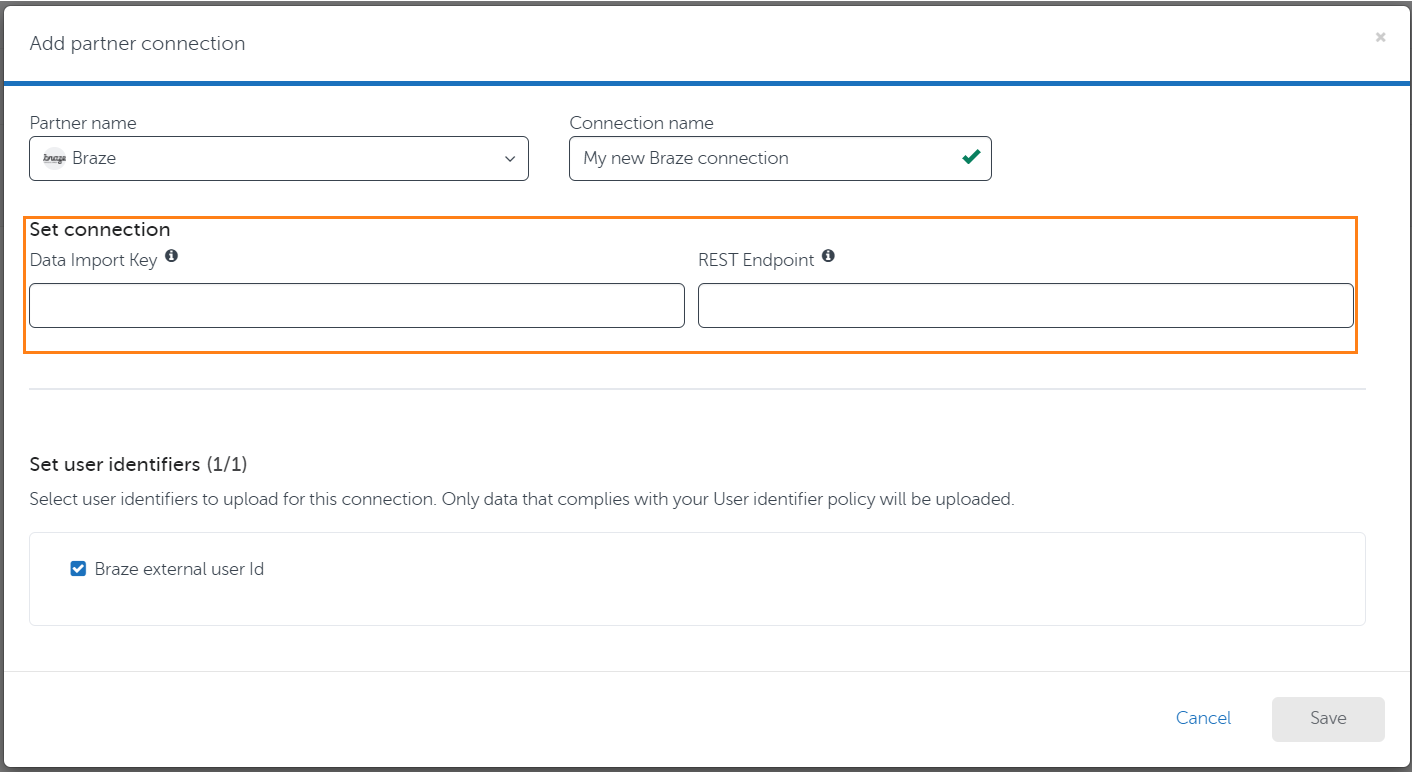 Add partner connection
Partner name
Connection name
braze Braze
My new Braze connection
Set connection
Data Import Key
REST Endpoint
Set user identifiers (1/1)
Select user identifiers to upload for this connection. Only data that complies with your User identifier policy will be uploaded.
Braze external user Id
Cancel
Save